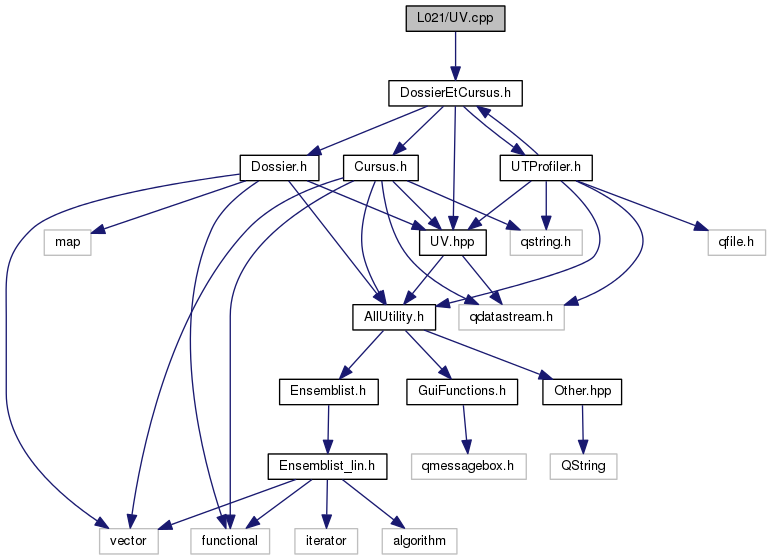 L021/UV.cpp
DossierEtCursus.h
Dossier.h
Cursus.h
UTProfiler.h
map
UV.hpp
qstring.h
qfile.h
AllUtility.h
qdatastream.h
Ensemblist.h
GuiFunctions.h
Other.hpp
Ensemblist_lin.h
qmessagebox.h
QString
vector
functional
iterator
algorithm